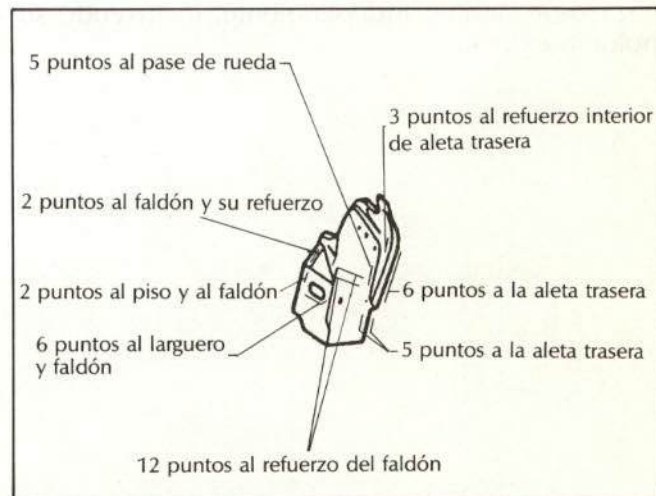 5 puntos al pase de rueda
3 puntos al refuerzo interior
de aleta trasera
2 puntos al faldón y su refuerzo
2 puntos al piso y al faldón
6 puntos a la aleta trasera
6 puntos al larguero
y faldón
5 puntos a la aleta trasera
12 puntos al refuerzo del faldón